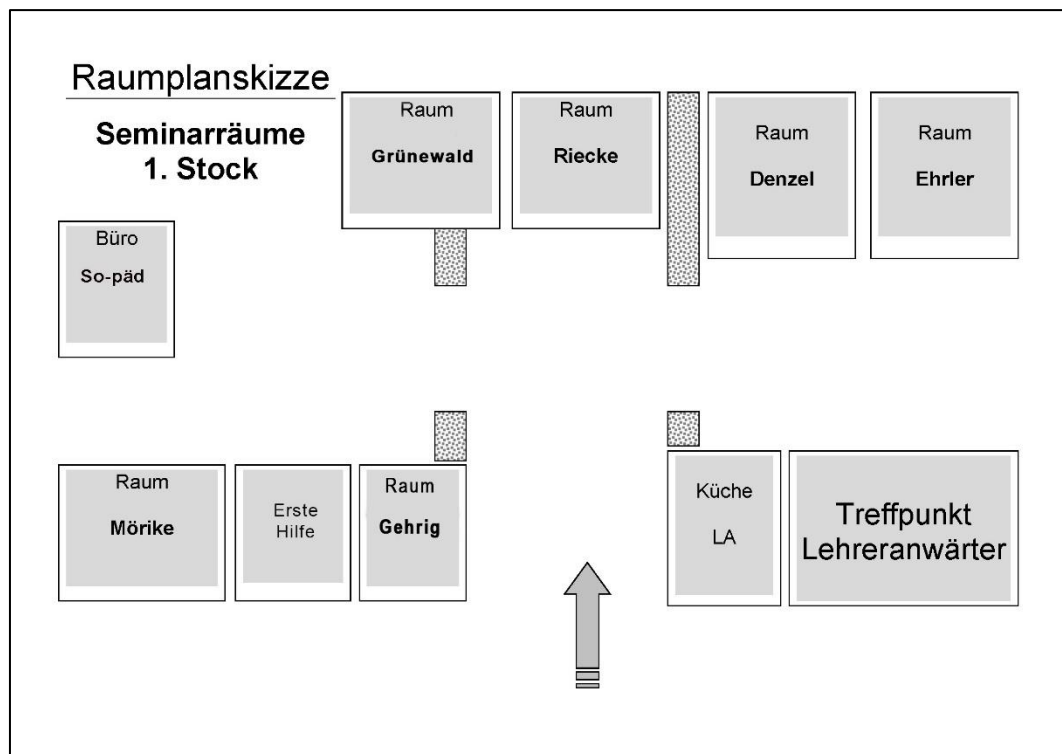 Raumplanskizze
Seminarräume
1. Stock
Raum
Grünewald
Raum
Riecke
Raum
Denzel
Raum
Ehrler
Büro
So-päd
Raum
Mörike
Erste
Hilfe
Raum
Gehrig
Küche
LA
Treffpunkt
Lehreranwärter